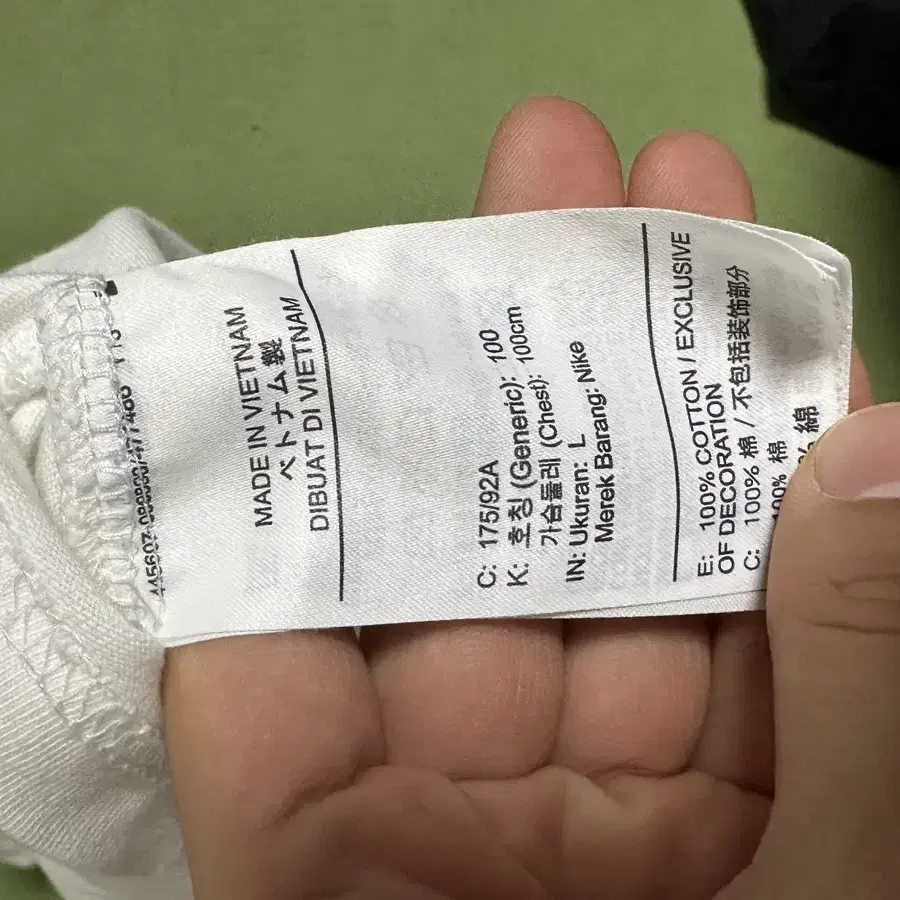 MADE IN VIETNAM
ベトナム製
DIBUAT DI VIETNAM
C: 175/92A
K: 호칭 (Generic): 100
가슴둘레 (Chest): 100cm
IN: Ukuran: L
Merek Barang: Nike
E: 100% COTTON / EXCLUSIVE
OF DECORATION
C: 100% 棉 / 不包括装饰部分
100% 棉
% 綿